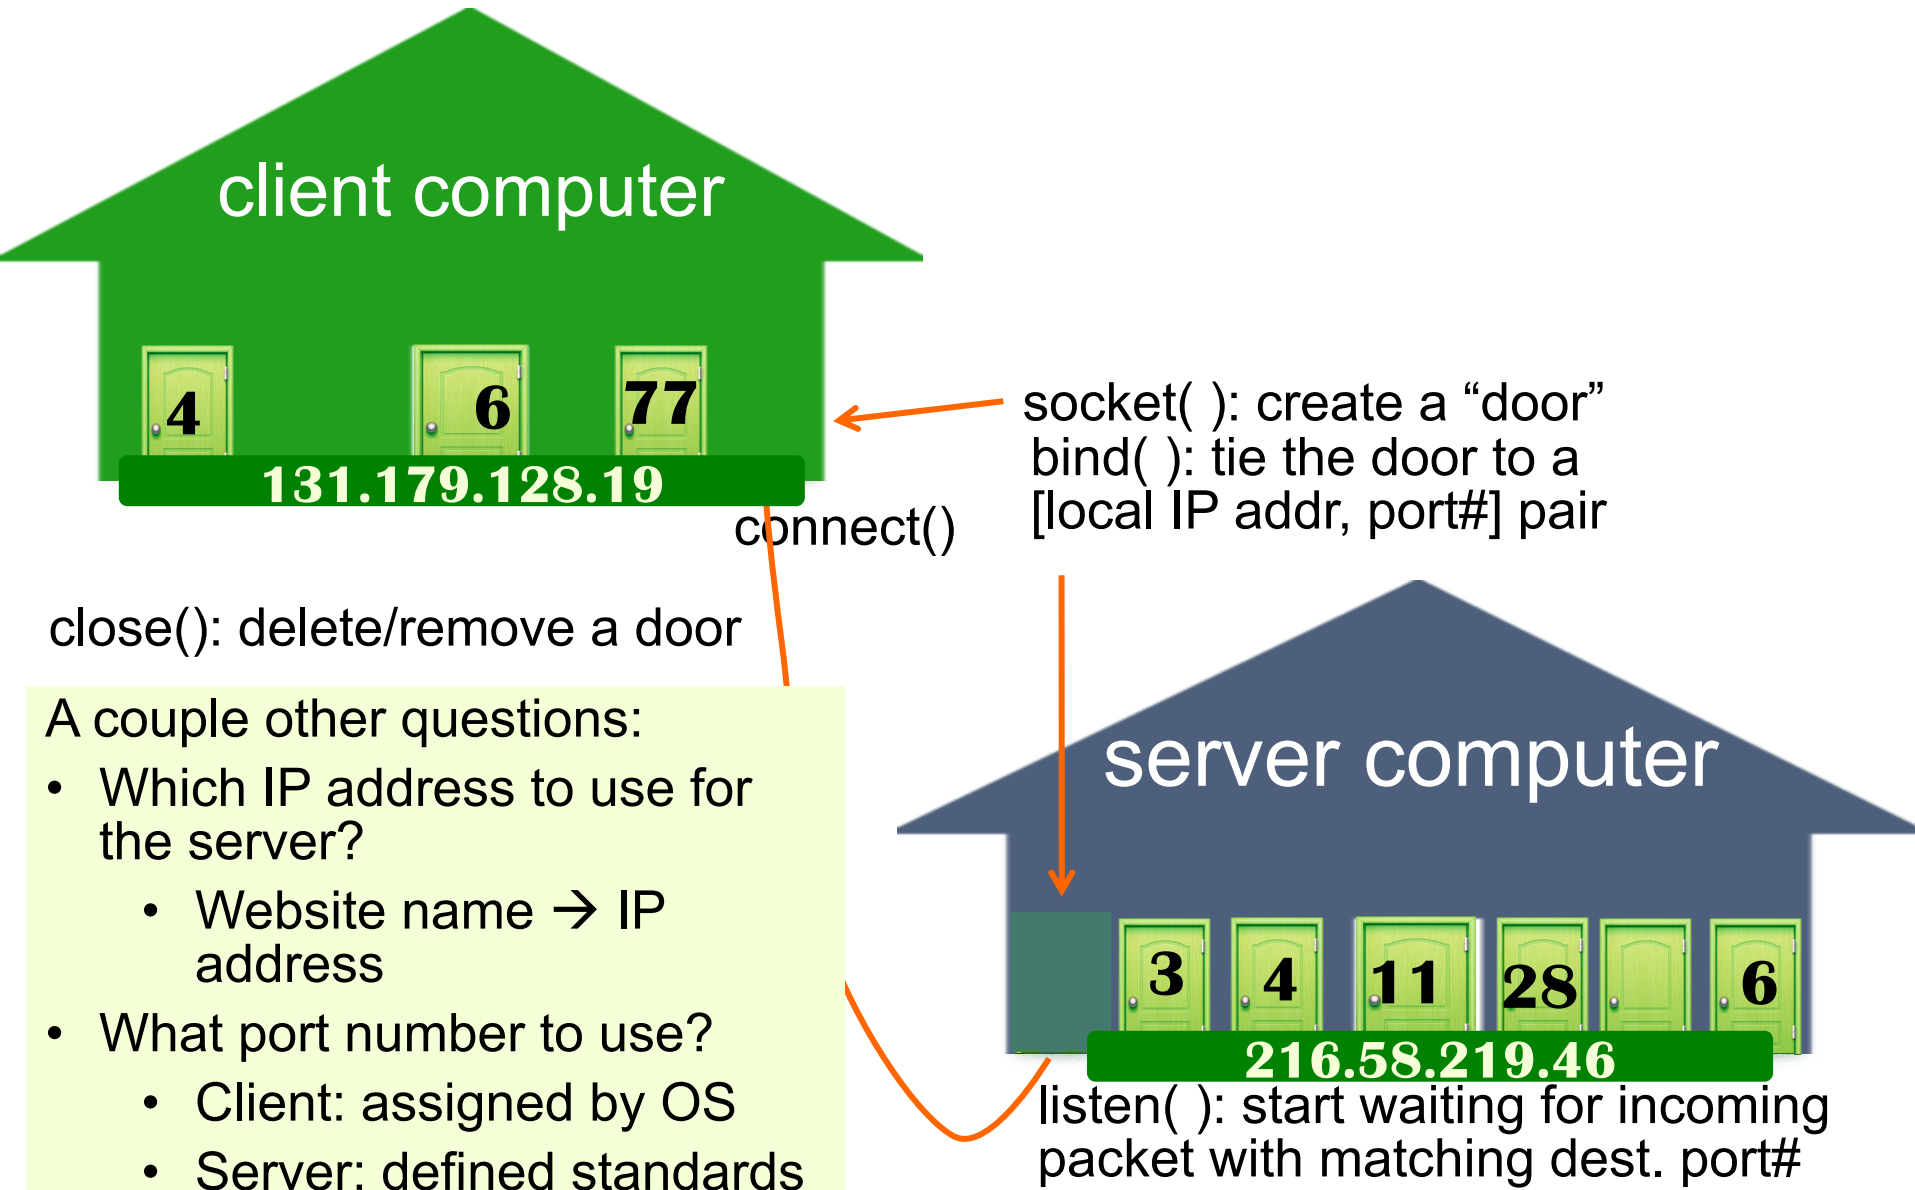 client computer
4
6
77
131.179.128.19
socket( ): create a “door”
bind( ): tie the door to a
[local IP addr, port#] pair
connect()
close(): delete/remove a door
A couple other questions:
• Which IP address to use for
the server?
• Website name → IP
address
• What port number to use?
• Client: assigned by OS
• Server: defined standards
server computer
3
4
11
28
6
216.58.219.46
listen( ): start waiting for incoming
packet with matching dest. port#